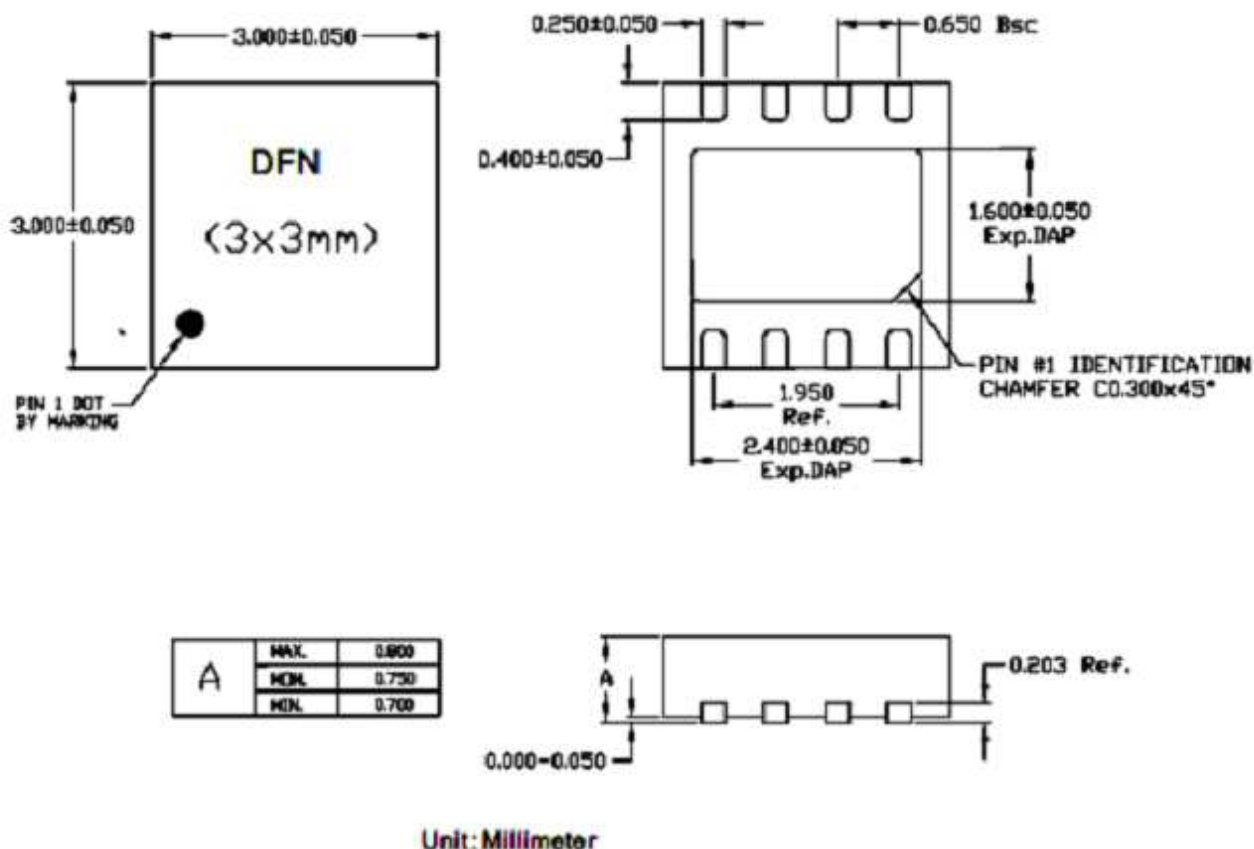 3.000±0.050
DFN
(3x3mm)
3.000±0.050
PIN 1 DOT
BY MARKING
0.250±0.050
0.650 Bsc
0.400±0.050
1.600±0.050
Exp.DAP
PIN #1 IDENTIFICATION
CHAMFER C0.300x45°
1.950
Ref.
2.400±0.050
Exp.DAP
A
MAX. 0.800
NOM. 0.750
MIN. 0.700
A
0.203 Ref.
0.000-0.050
Unit: Millimeter